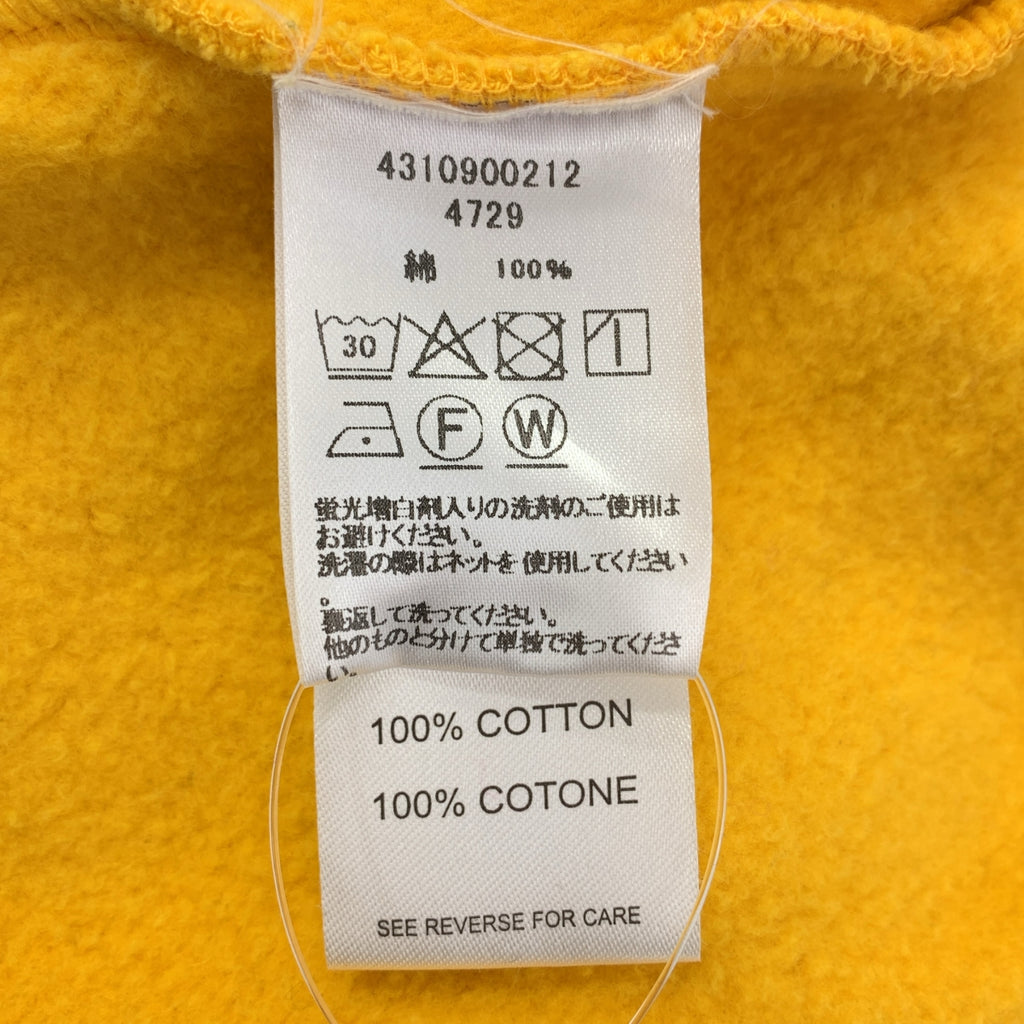 4310900212
4729
綿 100%
30
F W
蛍光増白剤入りの洗剤のご使用は
お避けください。
洗濯の際はネットを使用してください
。
裏返して洗ってください。
他のものと分けて単独で洗ってくださ
い。
100% COTTON
100% COTONE
SEE REVERSE FOR CARE